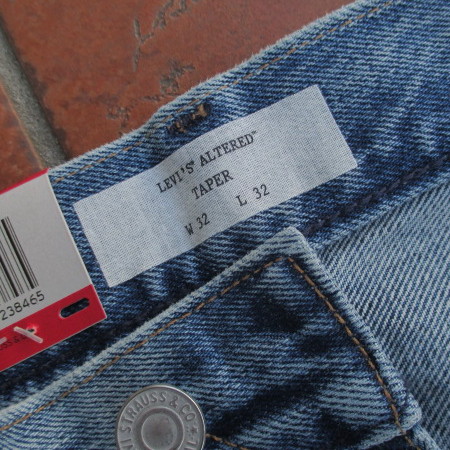 LEVI'S® ALTERED™
TAPER
W 32 L 32
238465
STRAUSS & CO